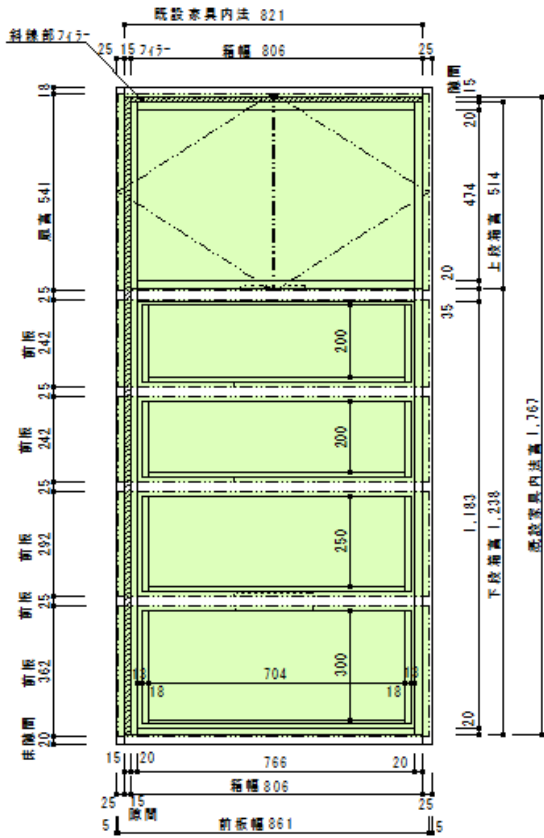 既設家具内法 821
斜線部フィラー
25 15 フィラー 箱幅 806 25
18
隙間 15
20
扉高 541
474
上段箱高 514
20
25
35
前板 242
200
25
前板 242
200
25
前板 292
250
25
前板 362
300
1,183
下段箱高 1,238
既設家具内法高 1,767
13 704 13
18 18
床隙間 20
20
15 20 766 20
箱幅 806
25 15 25
隙間
5 前板幅 861 5